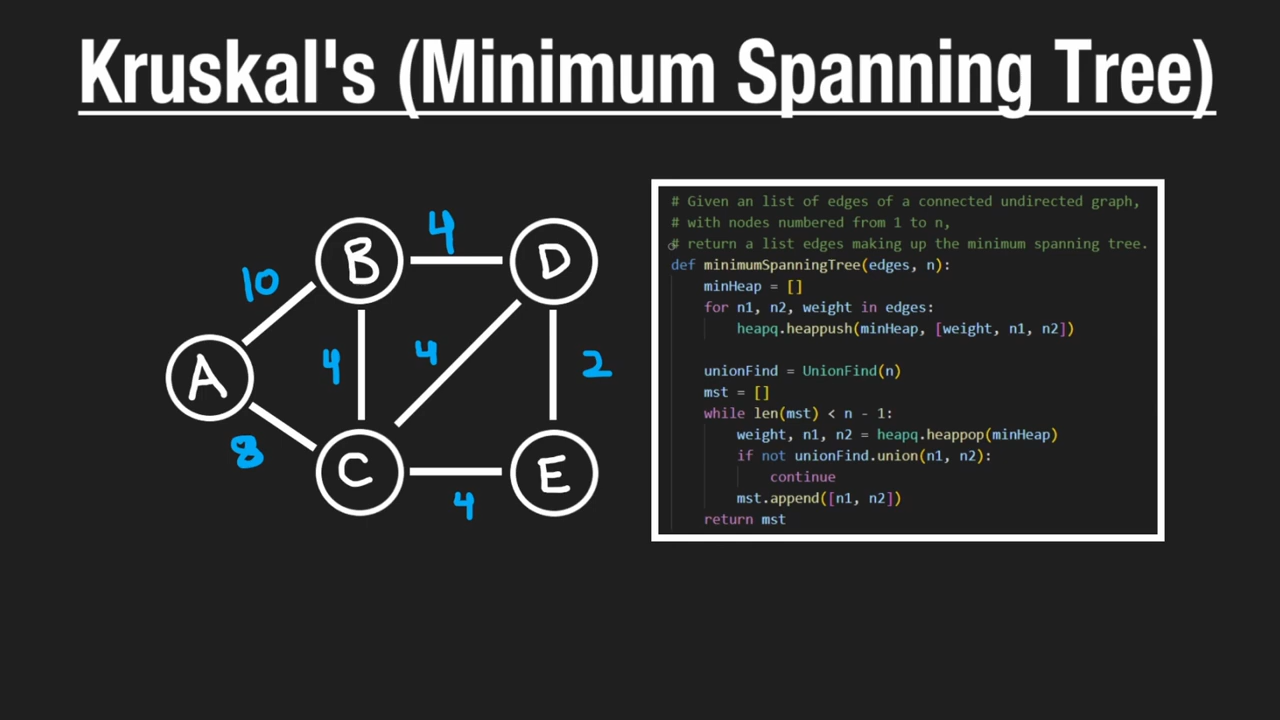 Kruskal's (Minimum Spanning Tree)
10
B
4
D
A
4
4
2
8
C
4
E
# Given an list of edges of a connected undirected graph,
# with nodes numbered from 1 to n,
# return a list edges making up the minimum spanning tree.
def minimumSpanningTree(edges, n):
minHeap = []
for n1, n2, weight in edges:
heapq.heappush(minHeap, [weight, n1, n2])
unionFind = UnionFind(n)
mst = []
while len(mst) < n - 1:
weight, n1, n2 = heapq.heappop(minHeap)
if not unionFind.union(n1, n2):
continue
mst.append([n1, n2])
return mst